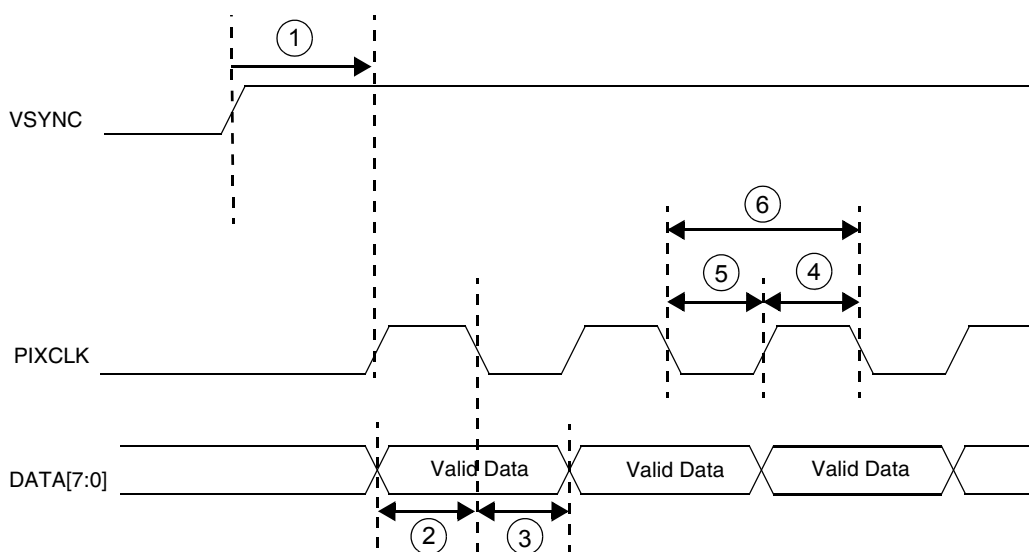 1
VSYNC
6
5
4
PIXCLK
DATA[7:0]
Valid Data
Valid Data
Valid Data
2
3